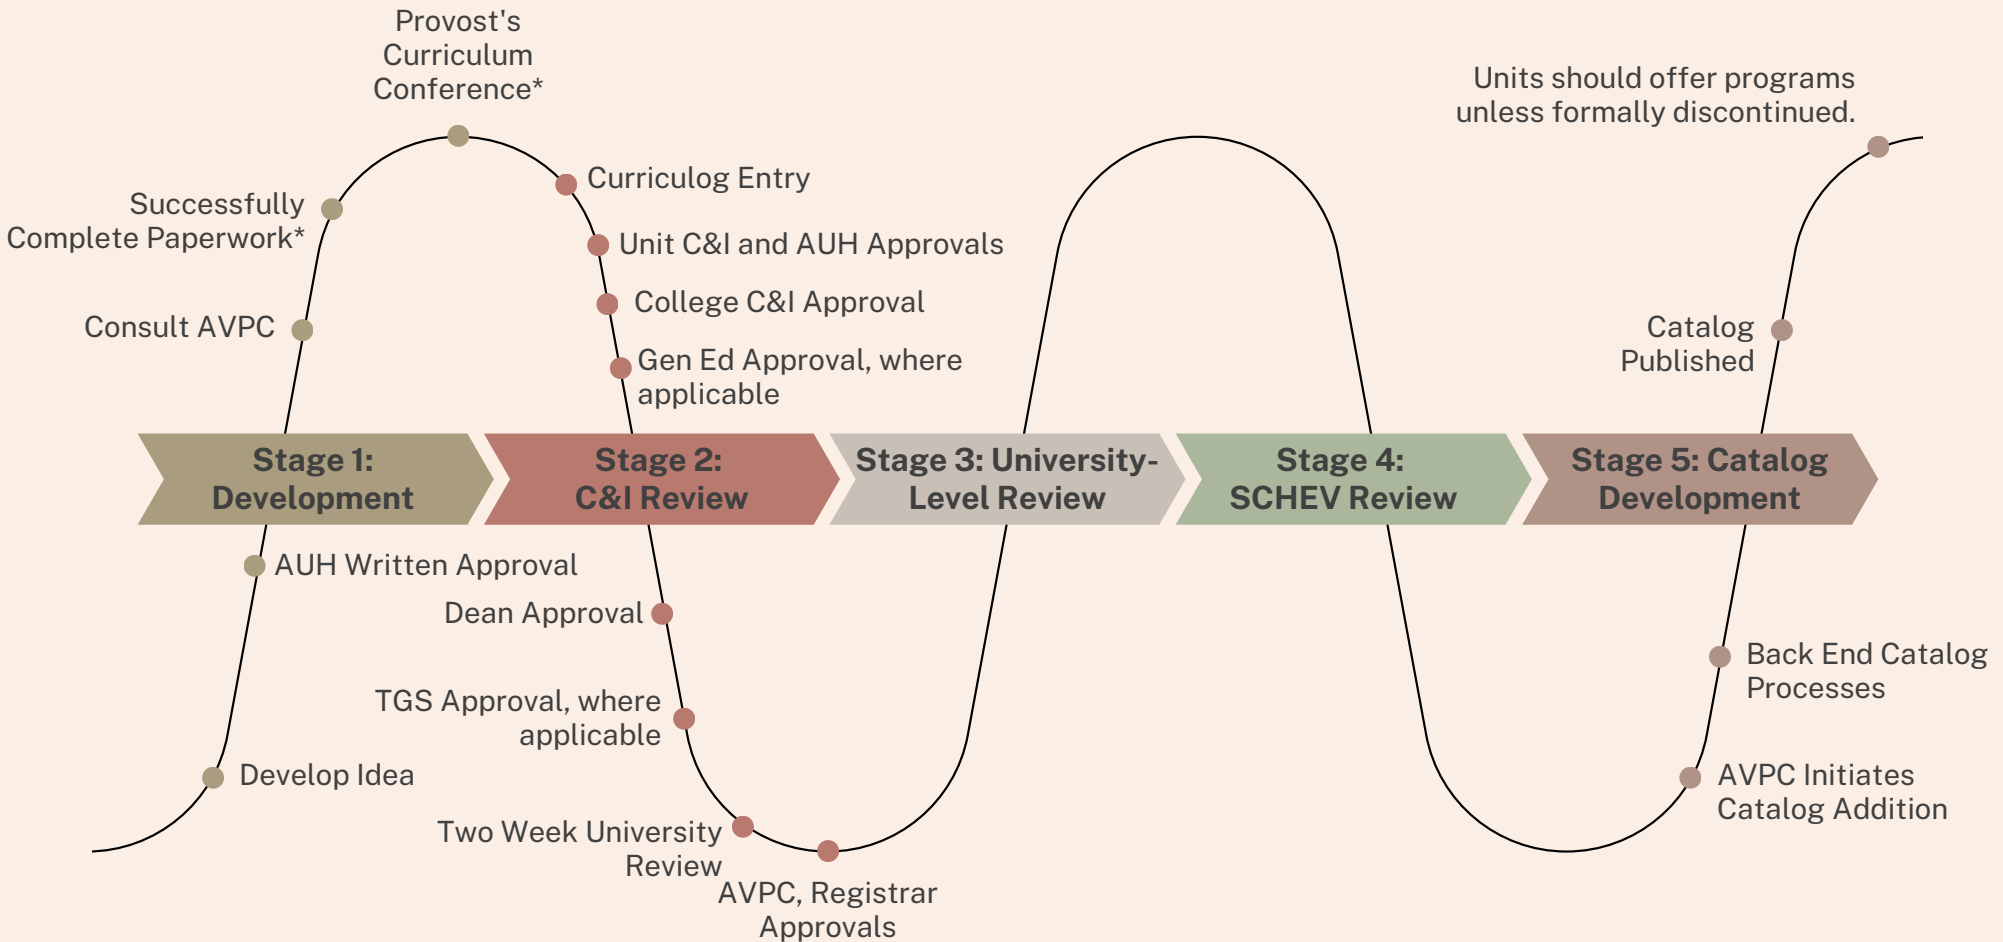 Provost's
Curriculum
Conference*
Units should offer programs
unless formally discontinued.
Successfully
Complete Paperwork*
Curriculog Entry
Unit C&I and AUH Approvals
Consult AVPC
College C&I Approval
Gen Ed Approval, where
applicable
Catalog
Published
Stage 1:
Development
Stage 2:
C&I Review
Stage 3: University-
Level Review
Stage 4:
SCHEV Review
Stage 5: Catalog
Development
AUH Written Approval
Dean Approval
TGS Approval, where
applicable
Back End Catalog
Processes
Develop Idea
AVPC Initiates
Catalog Addition
Two Week University
Review
AVPC, Registrar
Approvals